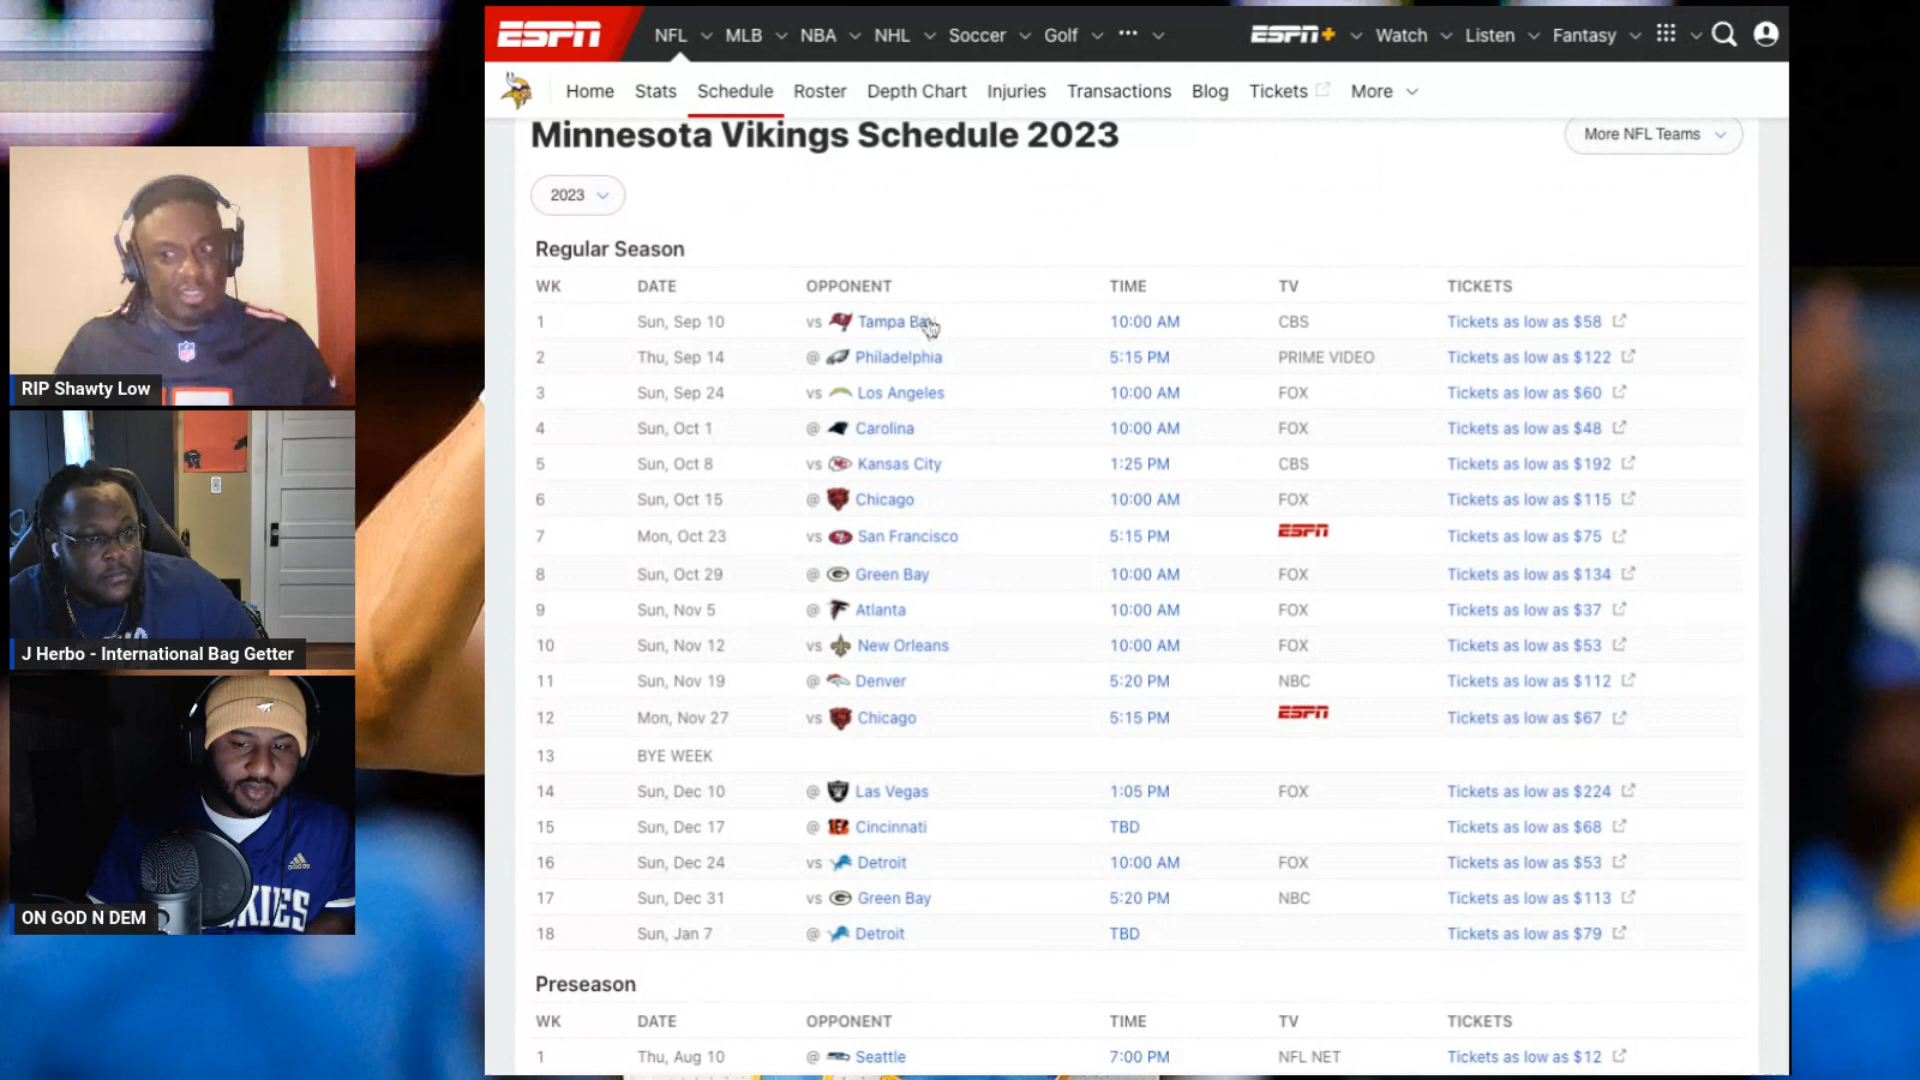 ESPN NFL MLB NBA NHL Soccer Golf ••• ESPN+ Watch Listen Fantasy
Home Stats Schedule Roster Depth Chart Injuries Transactions Blog Tickets More
Minnesota Vikings Schedule 2023 More NFL Teams
2023
Regular Season
WK DATE OPPONENT TIME TV TICKETS
1 Sun, Sep 10 vs Tampa Bay 10:00 AM CBS Tickets as low as $58
2 Thu, Sep 14 @ Philadelphia 5:15 PM PRIME VIDEO Tickets as low as $122
3 Sun, Sep 24 vs Los Angeles 10:00 AM FOX Tickets as low as $60
4 Sun, Oct 1 @ Carolina 10:00 AM FOX Tickets as low as $48
5 Sun, Oct 8 vs Kansas City 1:25 PM CBS Tickets as low as $192
6 Sun, Oct 15 @ Chicago 10:00 AM FOX Tickets as low as $115
7 Mon, Oct 23 vs San Francisco 5:15 PM ESPN Tickets as low as $75
8 Sun, Oct 29 @ Green Bay 10:00 AM FOX Tickets as low as $134
9 Sun, Nov 5 @ Atlanta 10:00 AM FOX Tickets as low as $37
10 Sun, Nov 12 vs New Orleans 10:00 AM FOX Tickets as low as $53
11 Sun, Nov 19 @ Denver 5:20 PM NBC Tickets as low as $112
12 Mon, Nov 27 vs Chicago 5:15 PM ESPN Tickets as low as $67
13 BYE WEEK
14 Sun, Dec 10 @ Las Vegas 1:05 PM FOX Tickets as low as $224
15 Sun, Dec 17 @ Cincinnati TBD Tickets as low as $68
16 Sun, Dec 24 vs Detroit 10:00 AM FOX Tickets as low as $53
17 Sun, Dec 31 vs Green Bay 5:20 PM NBC Tickets as low as $113
18 Sun, Jan 7 @ Detroit TBD Tickets as low as $79
Preseason
WK DATE OPPONENT TIME TV TICKETS
1 Thu, Aug 10 @ Seattle 7:00 PM NFL NET Tickets as low as $12
RIP Shawty Low
J Herbo - International Bag Getter
adidas
KIES
ON GOD N DEM